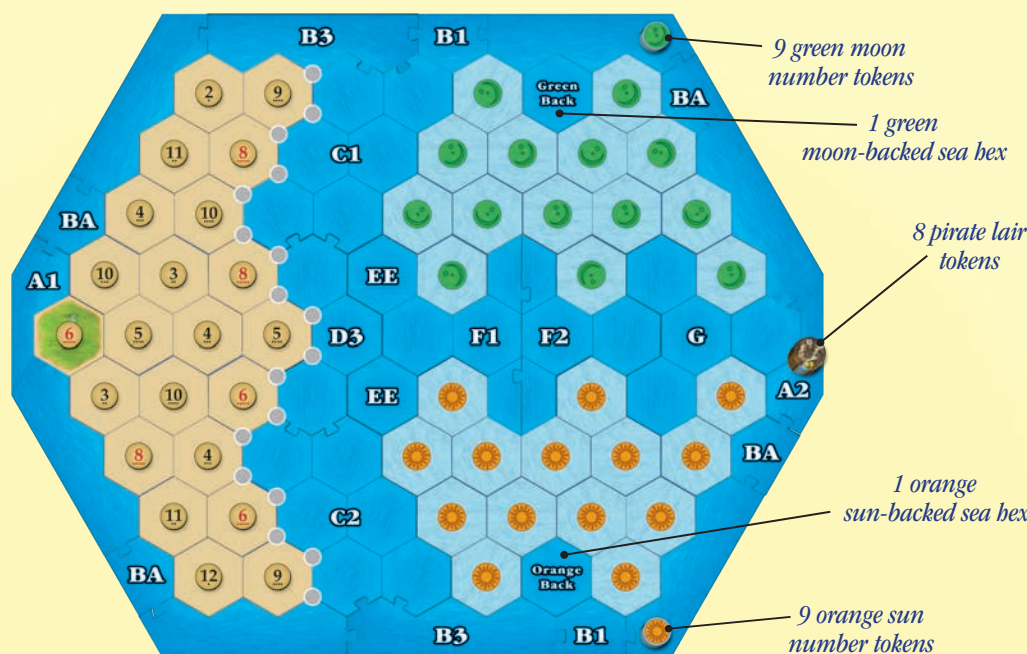 B3 B1
9 green moon
number tokens
2 9
Green
Back
BA
1 green
moon-backed sea hex
11 8 C1
BA 4 10
8 pirate lair
tokens
A1 10 3 8 EE
6 5 4 5 D3 F1 F2 G
3 10 6 EE A2
8 4 BA
1 orange
sun-backed sea hex
11 6 C2
BA 12 9
Orange
Back
9 orange sun
number tokens
B3 B1